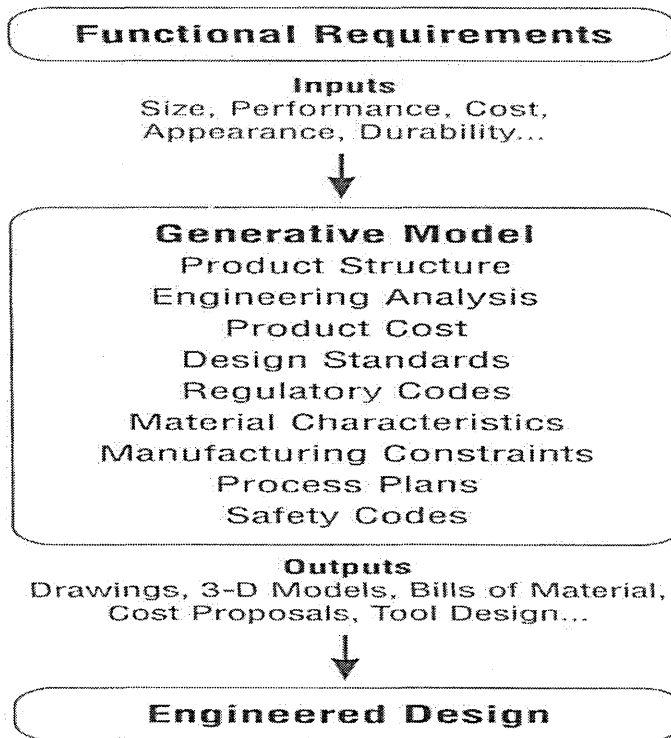 Functional Requirements
Inputs
Size, Performance, Cost,
Appearance, Durability...
Generative Model
Product Structure
Engineering Analysis
Product Cost
Design Standards
Regulatory Codes
Material Characteristics
Manufacturing Constraints
Process Plans
Safety Codes
Outputs
Drawings, 3-D Models, Bills of Material,
Cost Proposals, Tool Design...
Engineered Design